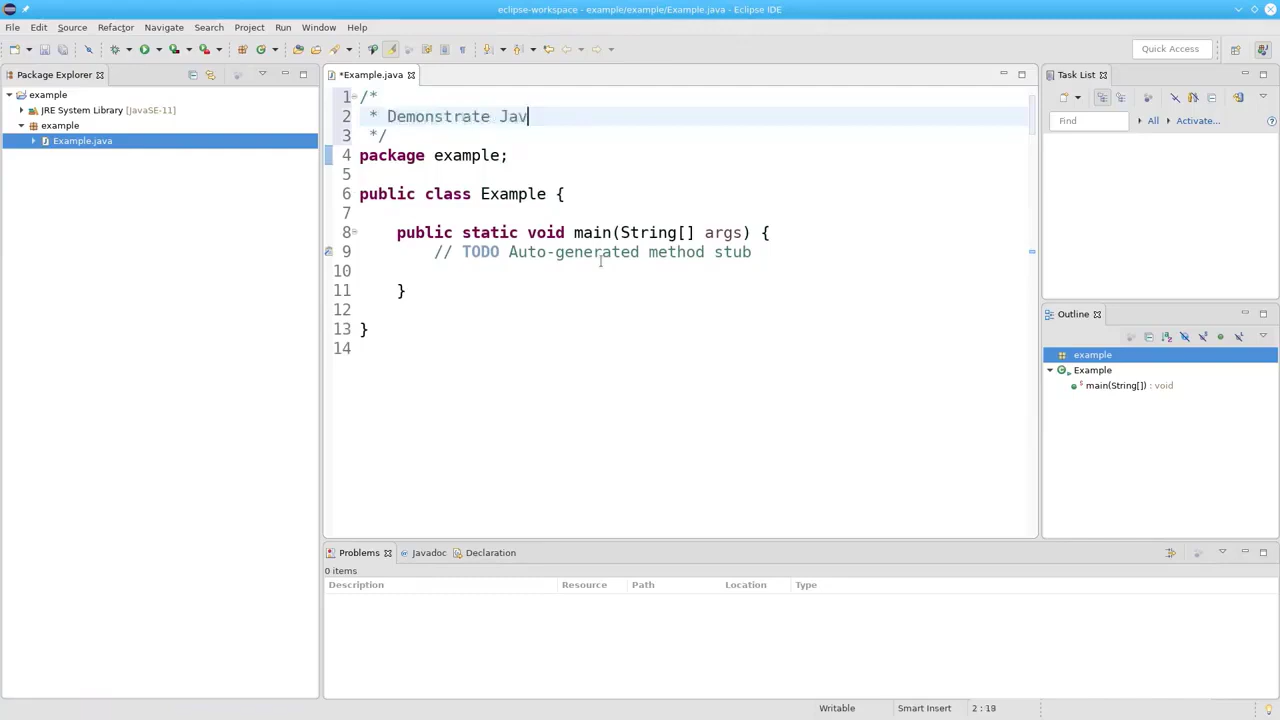 eclipse-workspace - example/example/Example.java - Eclipse IDE
File Edit Source Refactor Navigate Search Project Run Window Help
Quick Access
Package Explorer
example
JRE System Library [JavaSE-11]
example
Example.java
*Example.java
1 /*
2  * Demonstrate Jav
3  */
4 package example;
5
6 public class Example {
7
8     public static void main(String[] args) {
9         // TODO Auto-generated method stub
10
11     }
12
13 }
14
Task List
Find All Activate...
Outline
example
Example
main(String[]) : void
Problems Javadoc Declaration
0 items
Description Resource Path Location Type
Writable Smart Insert 2 : 18